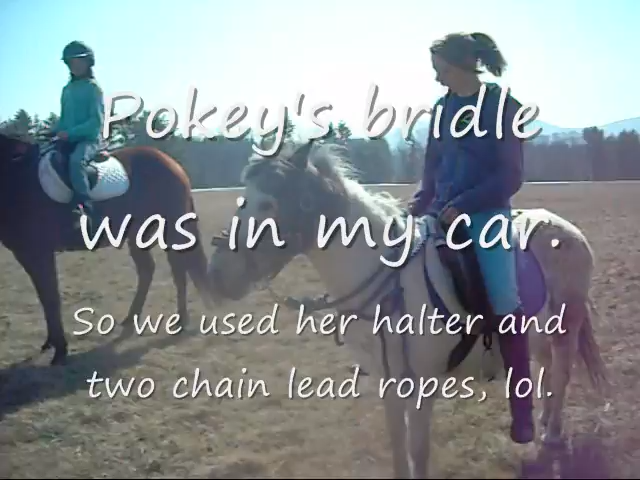 Pokey's bridle
was in my car.
So we used her halter and
two chain lead ropes, lol.